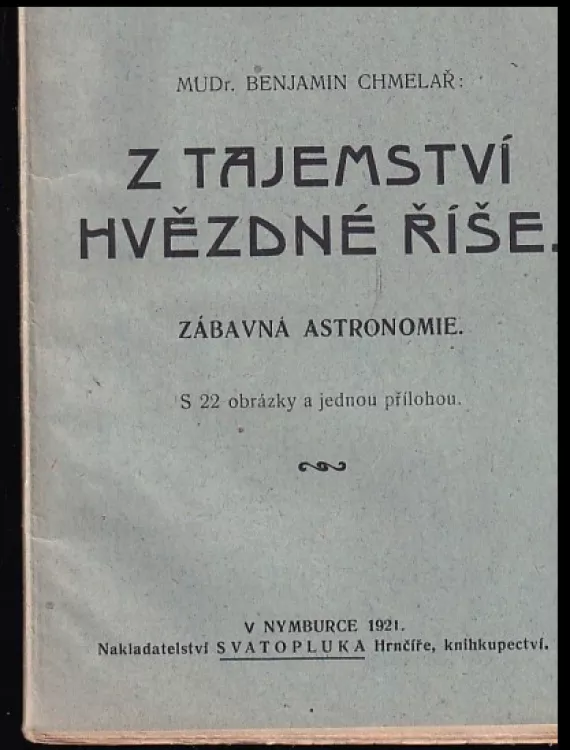 MUDr. BENJAMIN CHMELAŘ:
Z TAJEMSTVÍ
HVĚZDNÉ ŘÍŠE.
ZÁBAVNÁ ASTRONOMIE.
S 22 obrázky a jednou přílohou.
V NYMBURCE 1921.
Nakladatelství SVATOPLUKA Hrnčíře, knihkupectví.